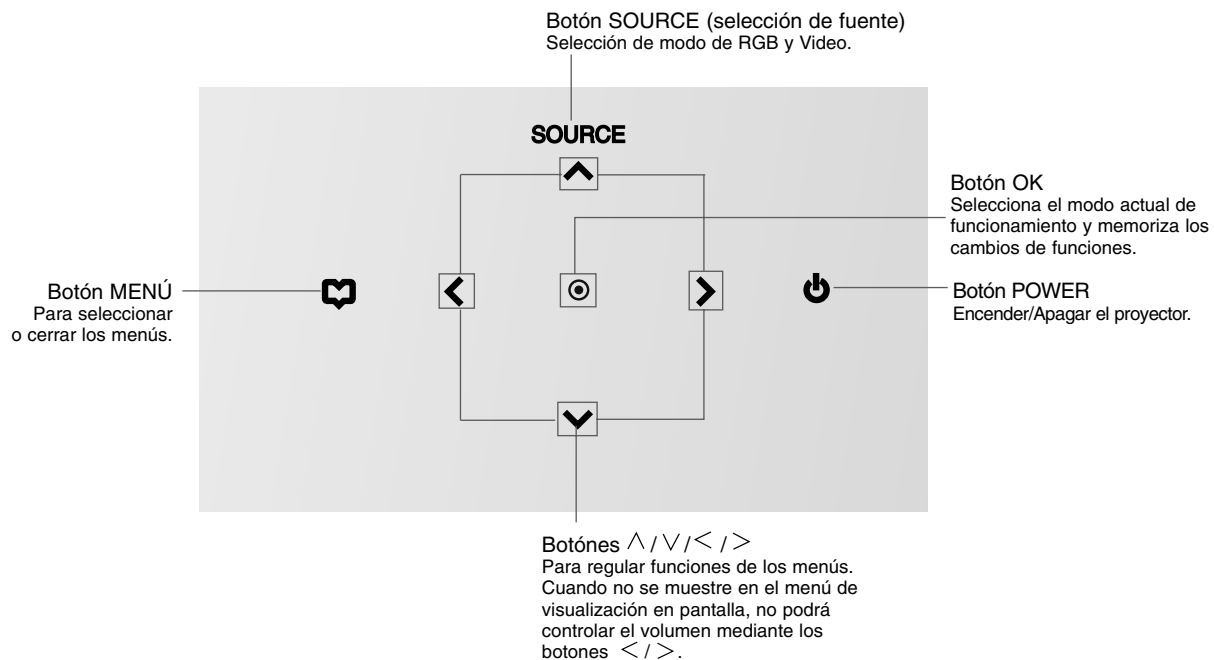 Botón SOURCE (selección de fuente)
Selección de modo de RGB y Video.
SOURCE
Botón OK
Selecciona el modo actual de
funcionamiento y memoriza los
cambios de funciones.
Botón MENÚ
Para seleccionar
o cerrar los menús.
Botón POWER
Encender/Apagar el proyector.
Botónes ∧ / ∨ / < / >
Para regular funciones de los menús.
Cuando no se muestre en el menú de
visualización en pantalla, no podrá
controlar el volumen mediante los
botones < / >.